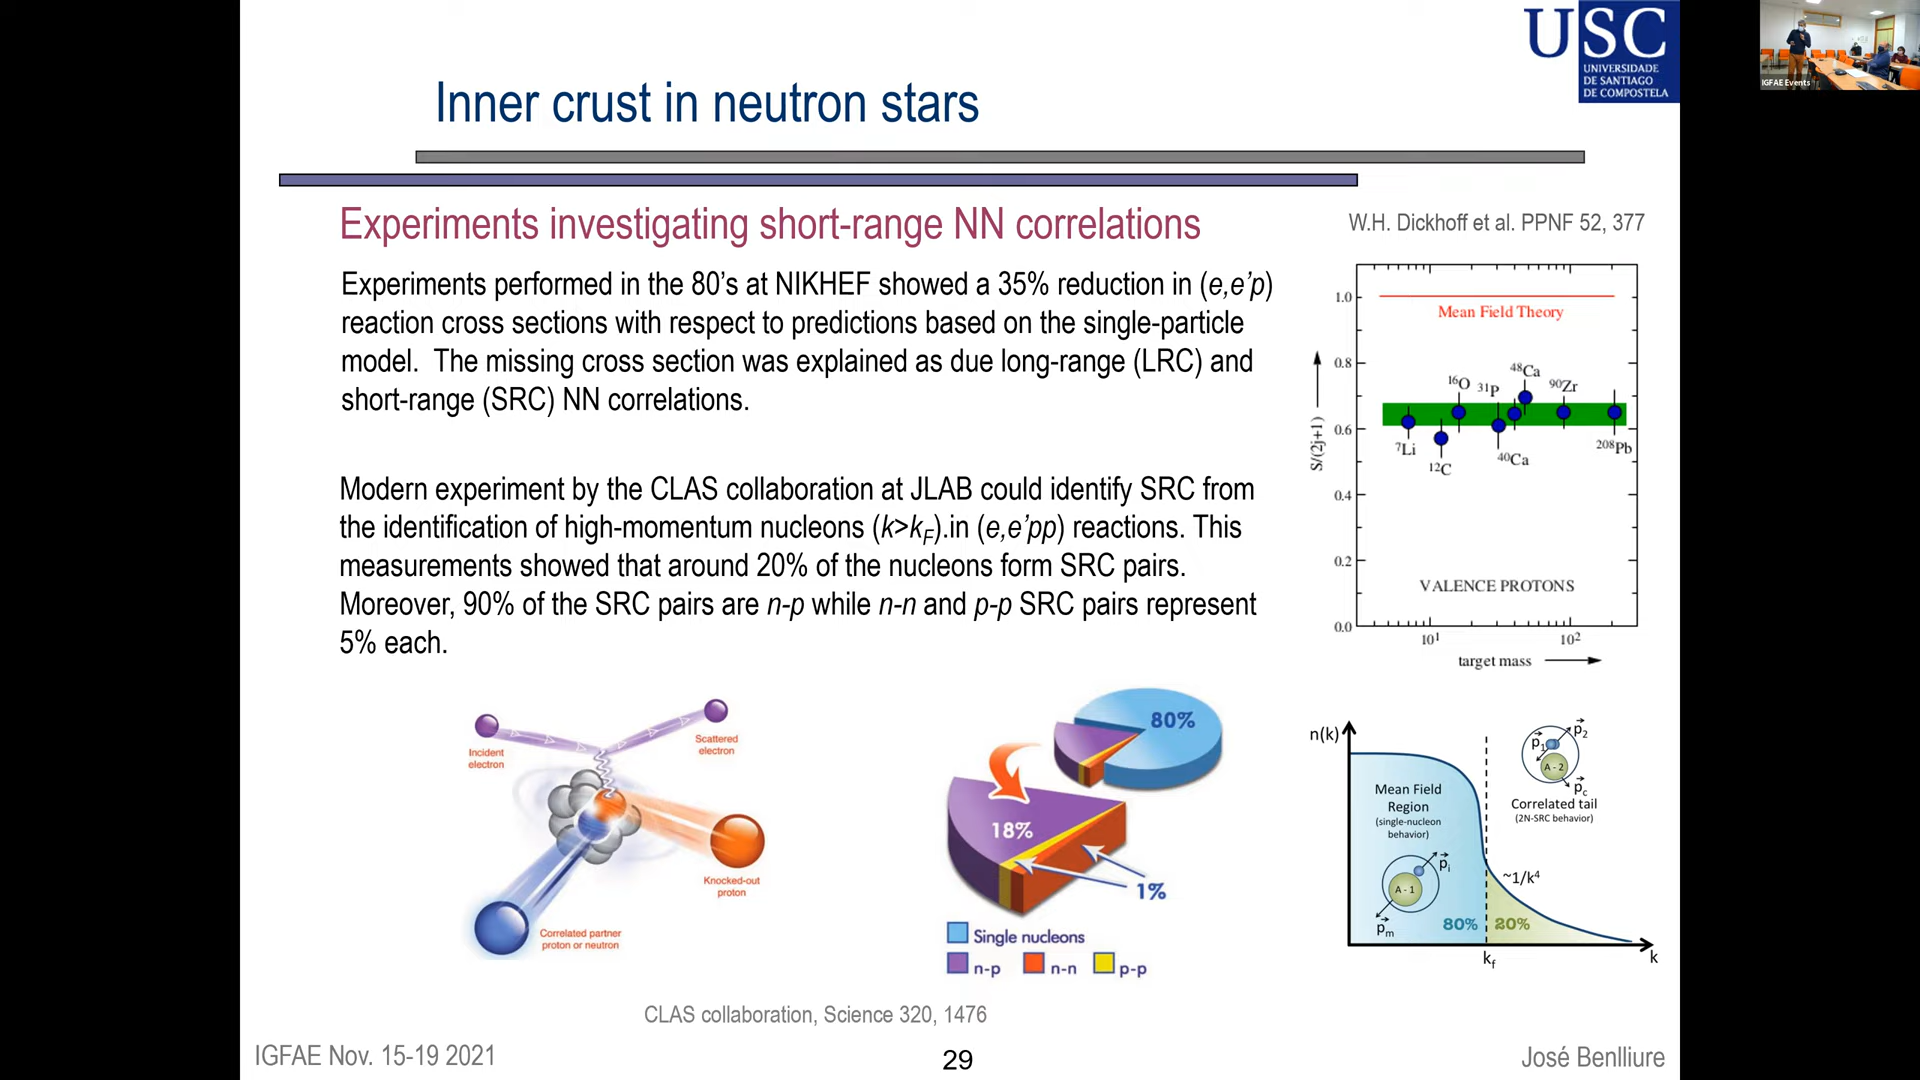 USC
UNIVERSIDADE
DE SANTIAGO
DE COMPOSTELA
IGFAE Events
Inner crust in neutron stars
Experiments investigating short-range NN correlations
W.H. Dickhoff et al. PPNF 52, 377
Experiments performed in the 80's at NIKHEF showed a 35% reduction in (e,e'p)
reaction cross sections with respect to predictions based on the single-particle
model. The missing cross section was explained as due long-range (LRC) and
short-range (SRC) NN correlations.
Modern experiment by the CLAS collaboration at JLAB could identify SRC from
the identification of high-momentum nucleons (k>kF).in (e,e'pp) reactions. This
measurements showed that around 20% of the nucleons form SRC pairs.
Moreover, 90% of the SRC pairs are n-p while n-n and p-p SRC pairs represent
5% each.
1.0
0.8
0.6
0.4
0.2
0.0
S/(2j+1)
Mean Field Theory
48Ca
16O 31P 90Zr
7Li
12C
40Ca
208Pb
VALENCE PROTONS
10¹ 10²
target mass
Incident
electron
Scattered
electron
Knocked-out
proton
Correlated partner
proton or neutron
80%
18%
1%
Single nucleons
n-p n-n p-p
n(k)
Mean Field
Region
(single-nucleon
behavior)
A - 1
pi
pm
p1
p2
A - 2
pc
Correlated tail
(2N-SRC behavior)
~1/k⁴
80% 20%
kf
k
CLAS collaboration, Science 320, 1476
IGFAE Nov. 15-19 2021
29
José Benlliure